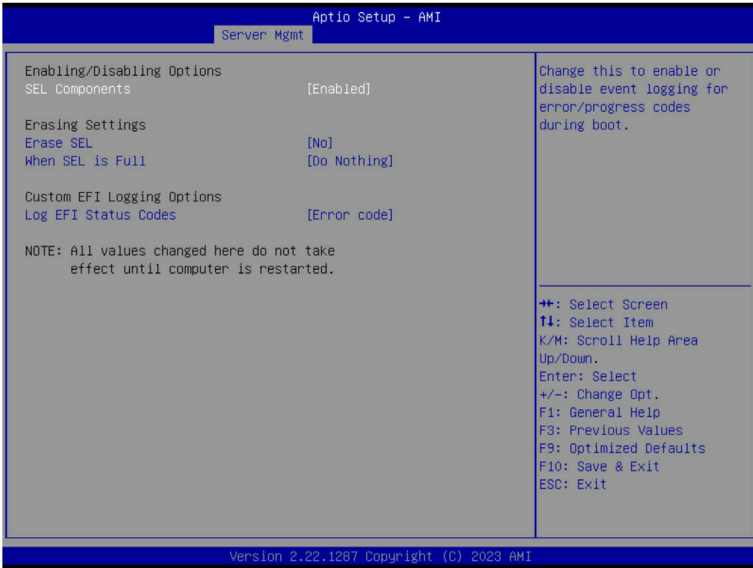 Aptio Setup – AMI
Server Mgmt
Enabling/Disabling Options
SEL Components [Enabled]
Erasing Settings
Erase SEL [No]
When SEL is Full [Do Nothing]
Custom EFI Logging Options
Log EFI Status Codes [Error code]
NOTE: All values changed here do not take
effect until computer is restarted.
Change this to enable or
disable event logging for
error/progress codes
during boot.
→←: Select Screen
↑↓: Select Item
K/M: Scroll Help Area
Up/Down.
Enter: Select
+/-: Change Opt.
F1: General Help
F3: Previous Values
F9: Optimized Defaults
F10: Save & Exit
ESC: Exit
Version 2.22.1287 Copyright (C) 2023 AMI